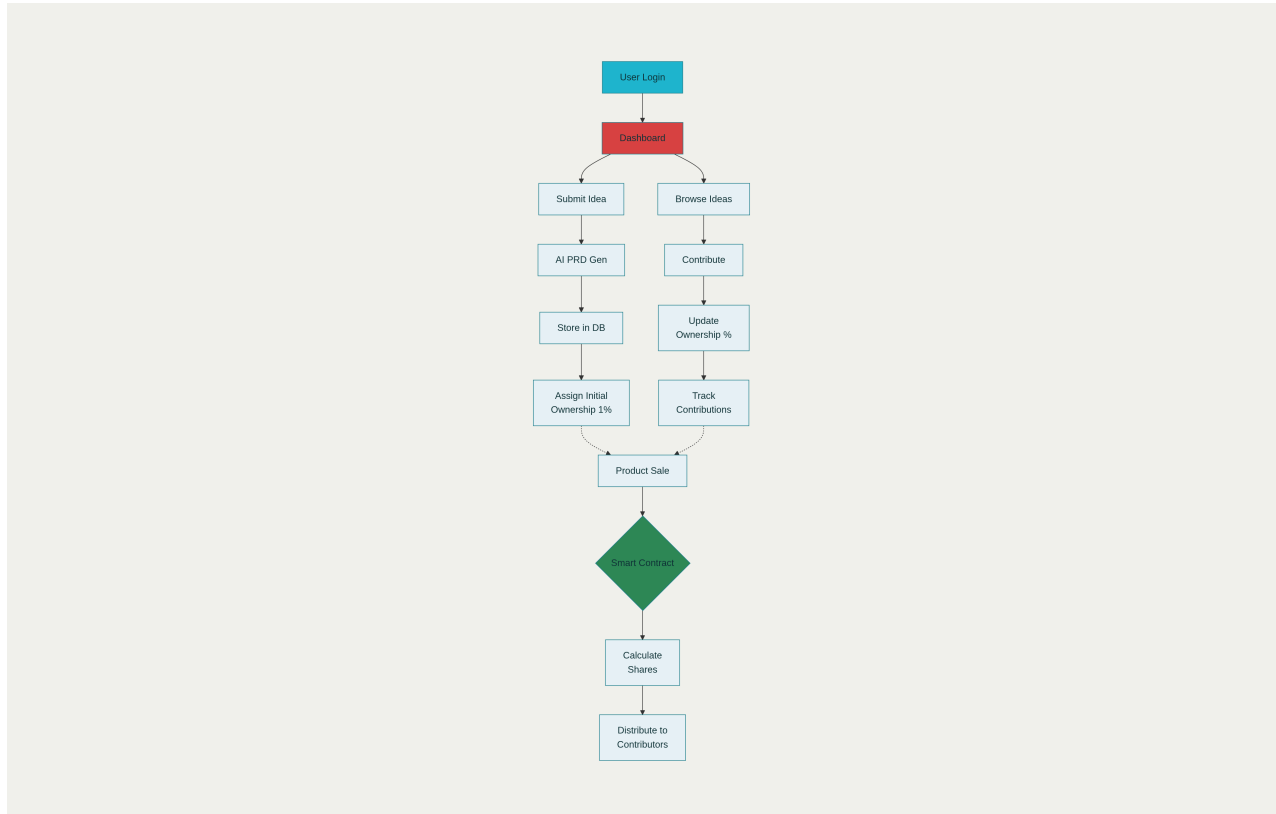 User Login
Dashboard
Submit Idea
Browse Ideas
AI PRD Gen
Contribute
Store in DB
Update
Ownership %
Assign Initial
Ownership 1%
Track
Contributions
Product Sale
Smart Contract
Calculate
Shares
Distribute to
Contributors